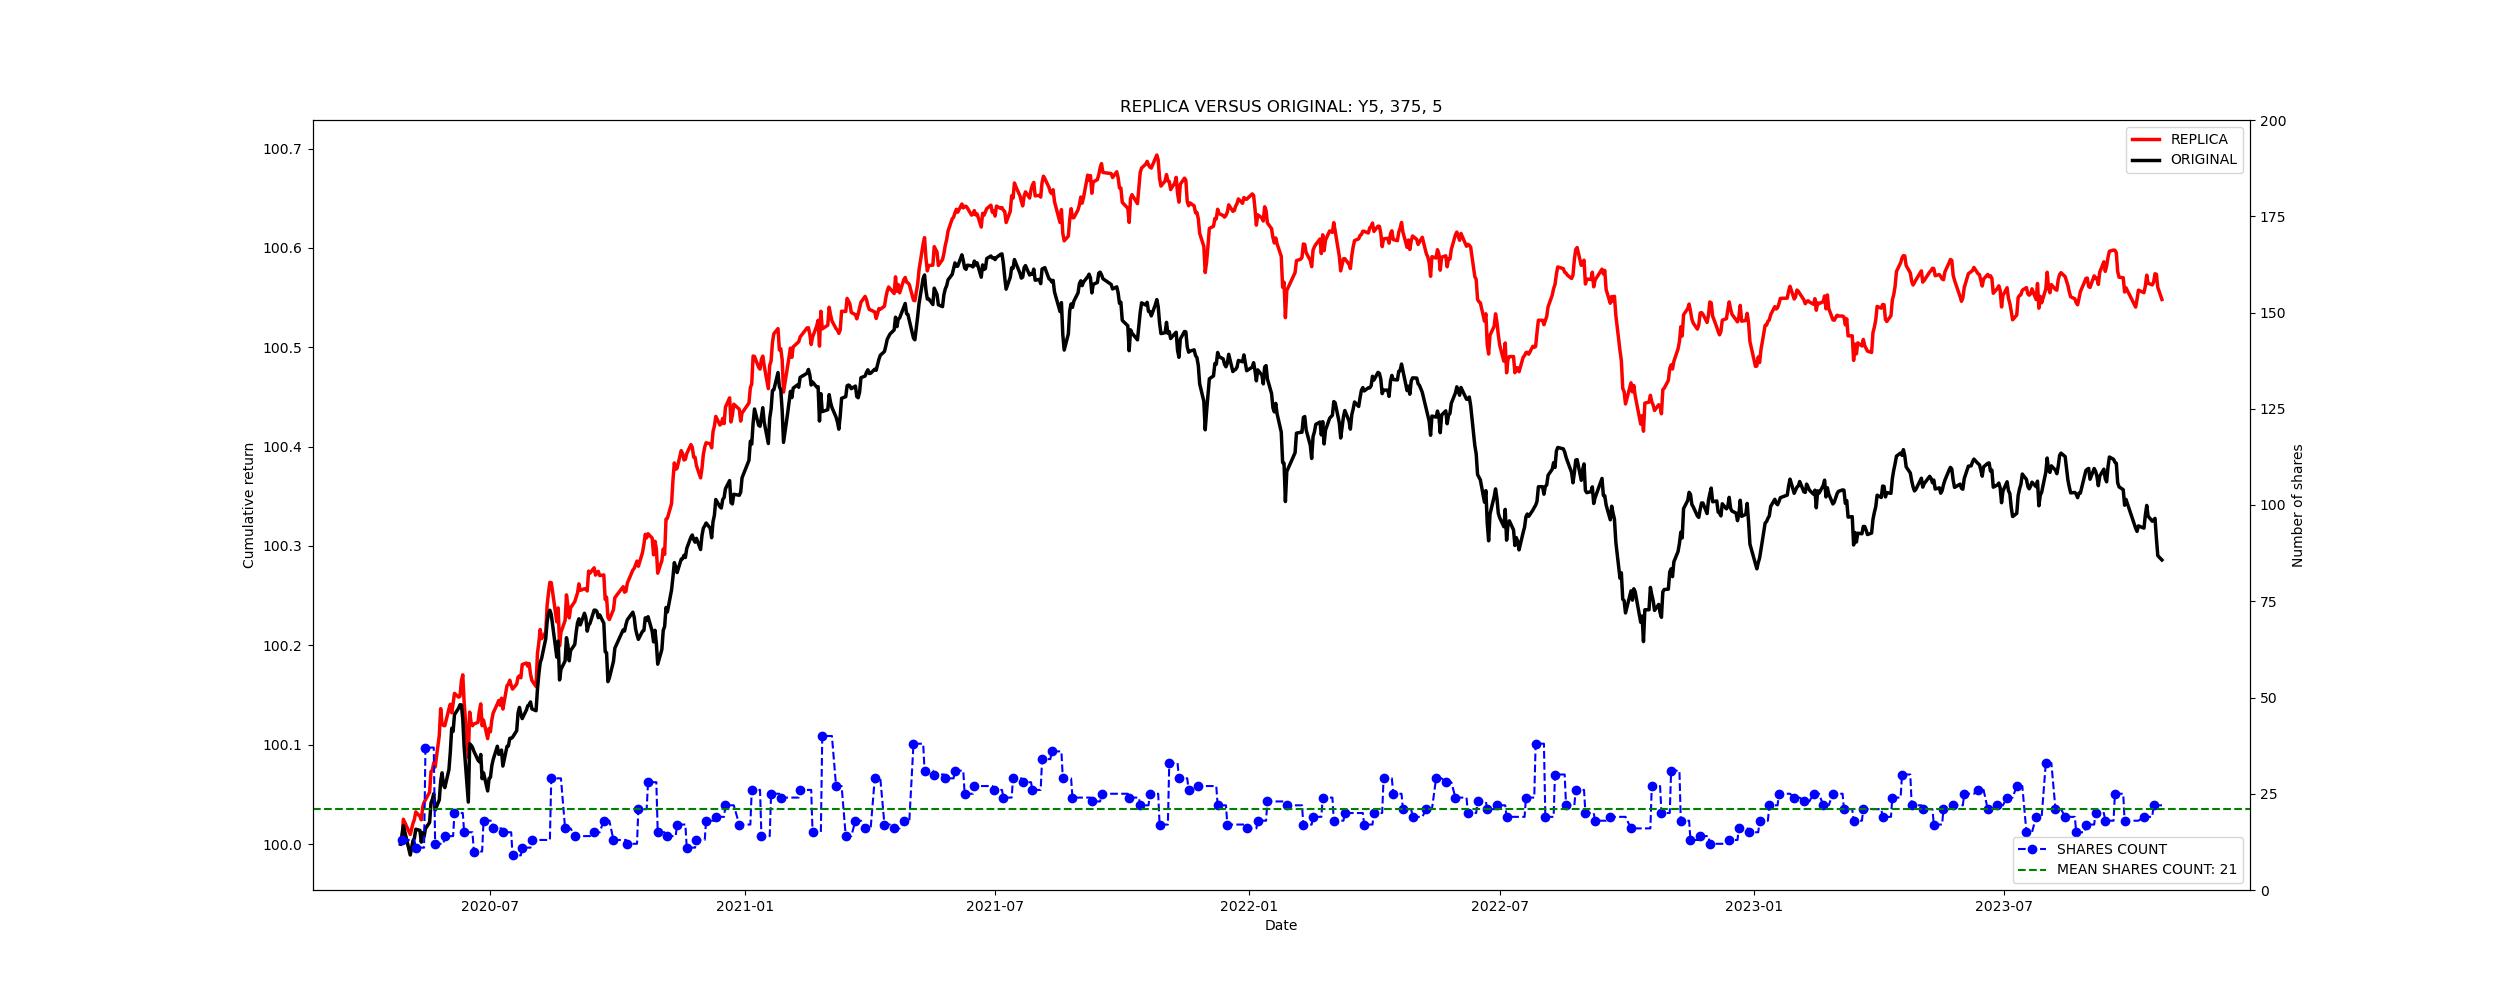 REPLICA VERSUS ORIGINAL: Y5, 375, 5
REPLICA
ORIGINAL
Cumulative return
100.7
100.6
100.5
100.4
100.3
100.2
100.1
100.0
200
175
150
125
100
75
50
25
0
Number of shares
SHARES COUNT
MEAN SHARES COUNT: 21
2020-07 2021-01 2021-07 2022-01 2022-07 2023-01 2023-07
Date